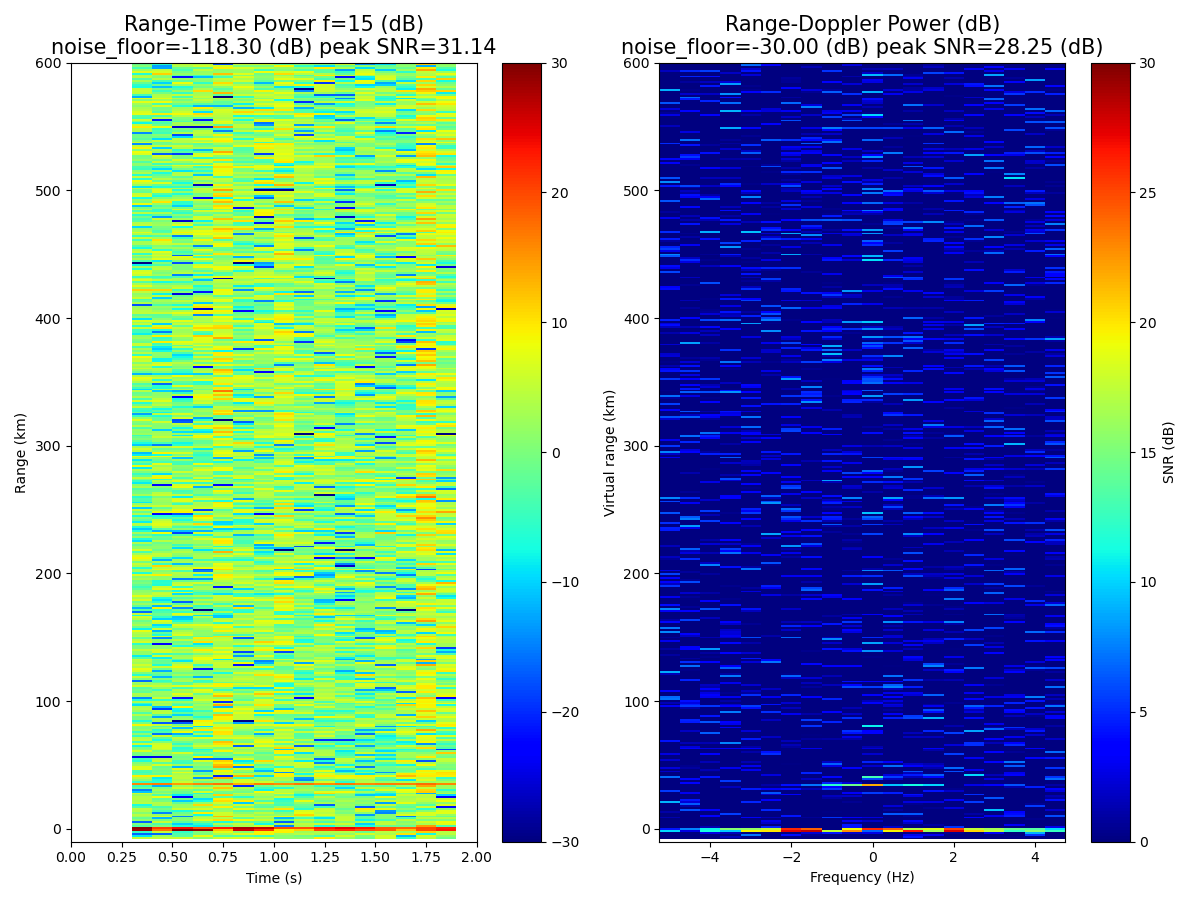 Range-Time Power f=15 (dB)
noise_floor=-118.30 (dB) peak SNR=31.14
Range-Doppler Power (dB)
noise_floor=-30.00 (dB) peak SNR=28.25 (dB)
600
500
400
300
200
100
0
Range (km)
0.00 0.25 0.50 0.75 1.00 1.25 1.50 1.75 2.00
Time (s)
30
20
10
0
−10
−20
−30
600
500
400
300
200
100
0
Virtual range (km)
−4 −2 0 2 4
Frequency (Hz)
30
25
20
15
10
5
0
SNR (dB)